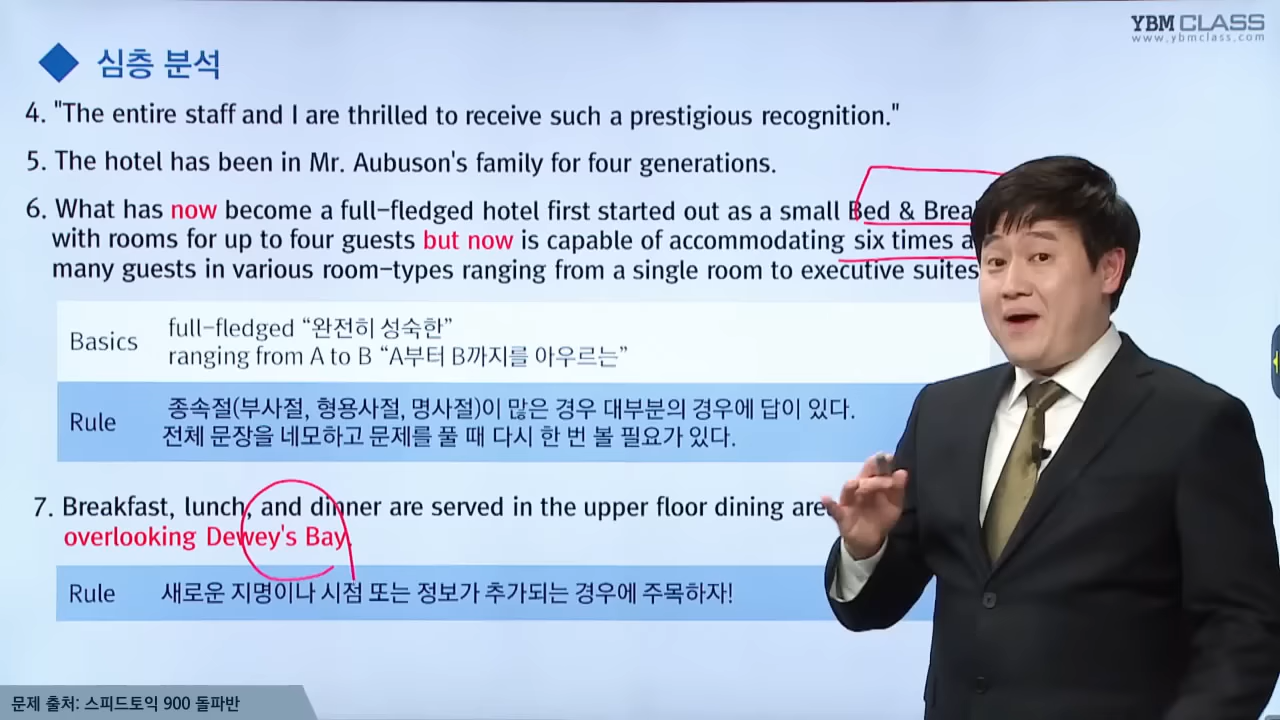 YBM CLASS
www.ybmclass.com
심층 분석
4. "The entire staff and I are thrilled to receive such a prestigious recognition."
5. The hotel has been in Mr. Aubuson's family for four generations.
6. What has now become a full-fledged hotel first started out as a small Bed &
with rooms for up to four guests but now is capable of accommodating six times
many guests in various room-types ranging from a single room to executive suites
Basics
full-fledged “완전히 성숙한”
ranging from A to B “A부터 B까지를 아우르는”
Rule
종속절(부사절, 형용사절, 명사절)이 많은 경우 대부분의 경우에 답이 있다.
전체 문장을 네모하고 문제를 풀 때 다시 한 번 볼 필요가 있다.
7. Breakfast, lunch, and dinner are served in the upper floor dining
overlooking Dewey's Bay.
Rule
새로운 지명이나 시점 또는 정보가 추가되는 경우에 주목하자!
문제 출처: 스피드토익 900 돌파반